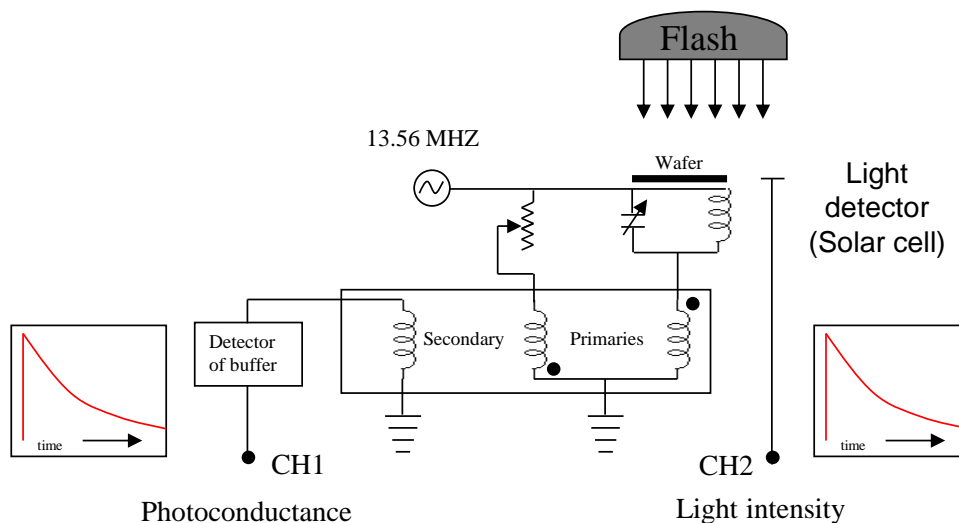 Flash
13.56 MHZ
Wafer
Light
detector
(Solar cell)
Secondary
Primaries
Detector
of buffer
time
time
CH1
CH2
Photoconductance
Light intensity